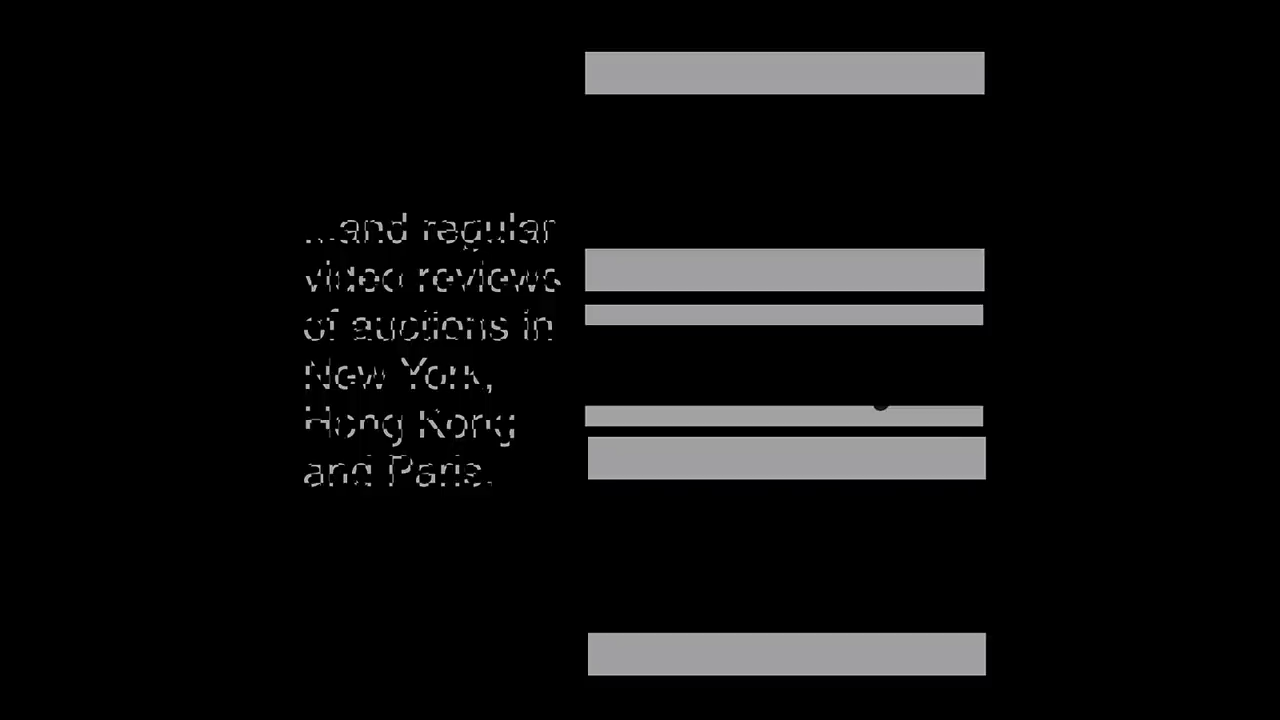 ...and regular
video reviews
of auctions in
New York,
Hong Kong
and Paris.